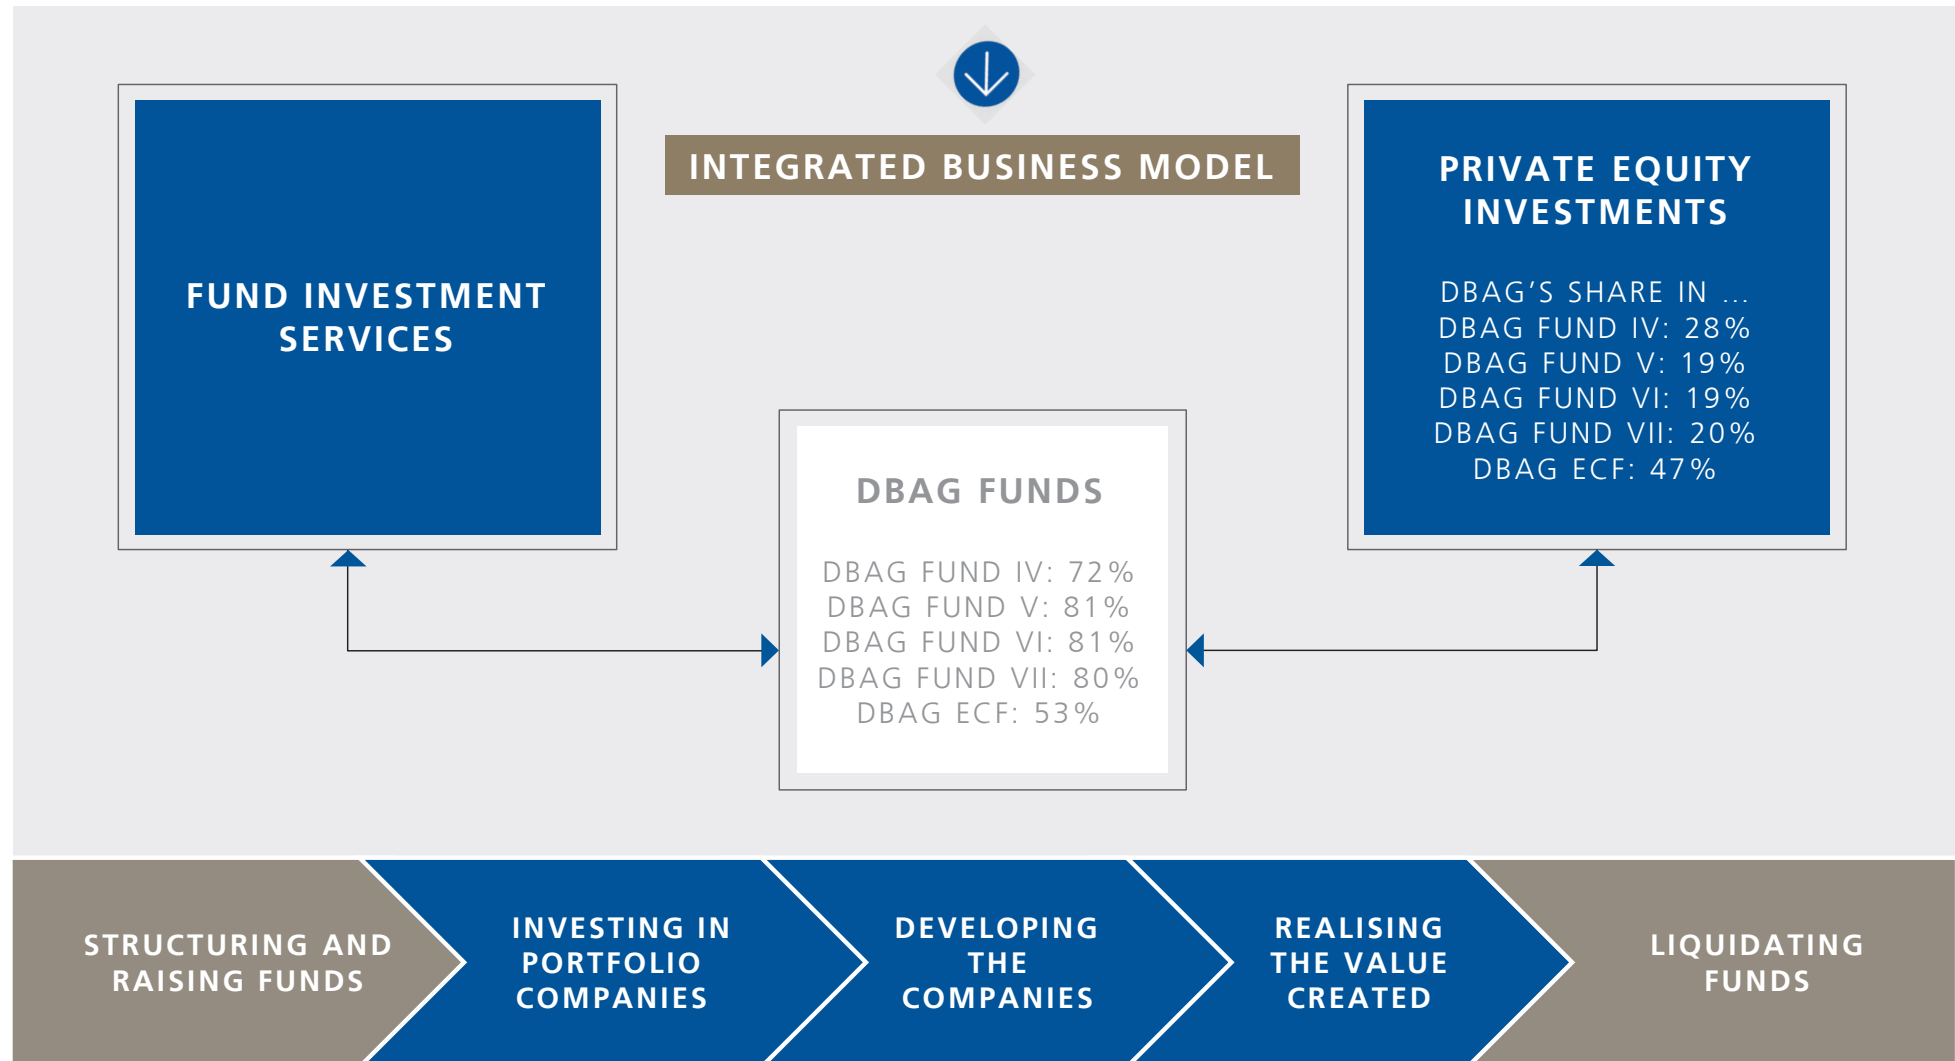 INTEGRATED BUSINESS MODEL
FUND INVESTMENT
SERVICES
PRIVATE EQUITY
INVESTMENTS
DBAG'S SHARE IN ...
DBAG FUND IV: 28%
DBAG FUND V: 19%
DBAG FUND VI: 19%
DBAG FUND VII: 20%
DBAG ECF: 47%
DBAG FUNDS
DBAG FUND IV: 72%
DBAG FUND V: 81%
DBAG FUND VI: 81%
DBAG FUND VII: 80%
DBAG ECF: 53%
STRUCTURING AND
RAISING FUNDS
INVESTING IN
PORTFOLIO
COMPANIES
DEVELOPING
THE
COMPANIES
REALISING
THE VALUE
CREATED
LIQUIDATING
FUNDS